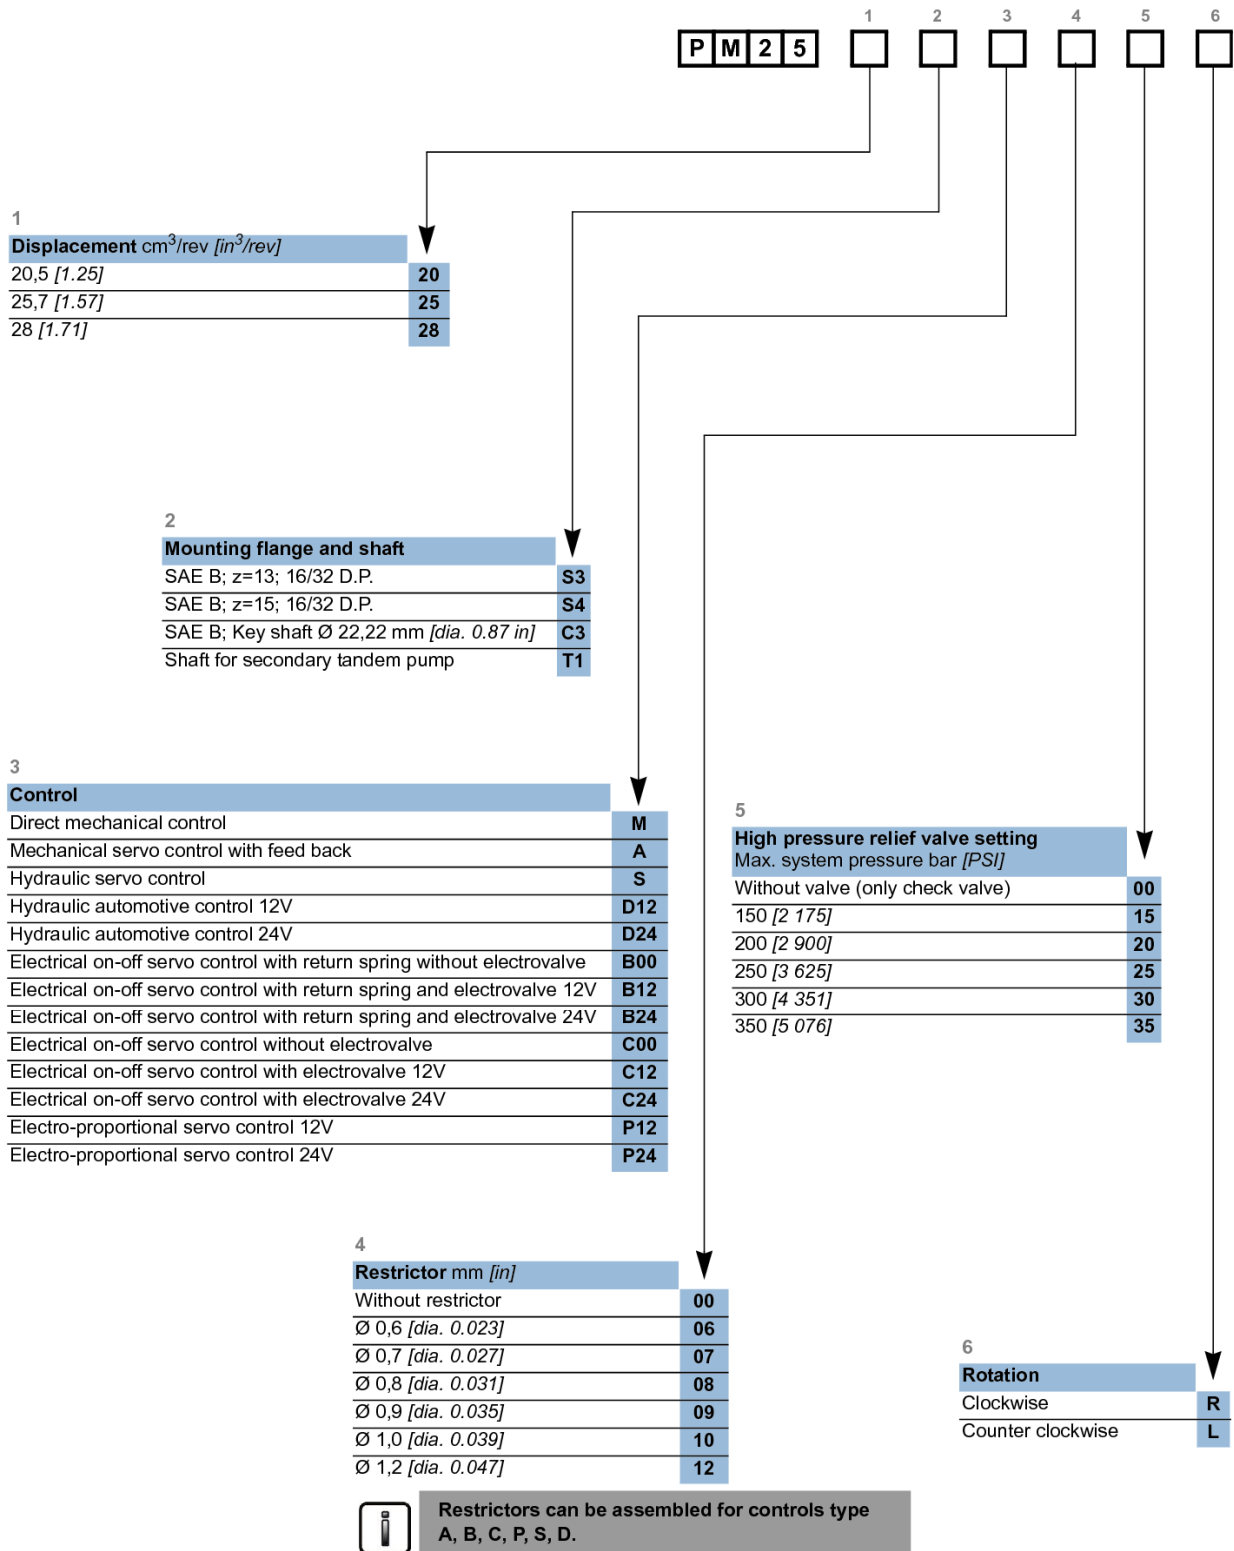 1 2 3 4 5 6
P M 2 5
1
Displacement cm³/rev [in³/rev]
20,5 [1.25] 20
25,7 [1.57] 25
28 [1.71] 28
2
Mounting flange and shaft
SAE B; z=13; 16/32 D.P. S3
SAE B; z=15; 16/32 D.P. S4
SAE B; Key shaft Ø 22,22 mm [dia. 0.87 in] C3
Shaft for secondary tandem pump T1
3
Control
Direct mechanical control M
Mechanical servo control with feed back A
Hydraulic servo control S
Hydraulic automotive control 12V D12
Hydraulic automotive control 24V D24
Electrical on-off servo control with return spring without electrovalve B00
Electrical on-off servo control with return spring and electrovalve 12V B12
Electrical on-off servo control with return spring and electrovalve 24V B24
Electrical on-off servo control without electrovalve C00
Electrical on-off servo control with electrovalve 12V C12
Electrical on-off servo control with electrovalve 24V C24
Electro-proportional servo control 12V P12
Electro-proportional servo control 24V P24
5
High pressure relief valve setting
Max. system pressure bar [PSI]
Without valve (only check valve) 00
150 [2 175] 15
200 [2 900] 20
250 [3 625] 25
300 [4 351] 30
350 [5 076] 35
4
Restrictor mm [in]
Without restrictor 00
Ø 0,6 [dia. 0.023] 06
Ø 0,7 [dia. 0.027] 07
Ø 0,8 [dia. 0.031] 08
Ø 0,9 [dia. 0.035] 09
Ø 1,0 [dia. 0.039] 10
Ø 1,2 [dia. 0.047] 12
6
Rotation
Clockwise R
Counter clockwise L
i
Restrictors can be assembled for controls type
A, B, C, P, S, D.